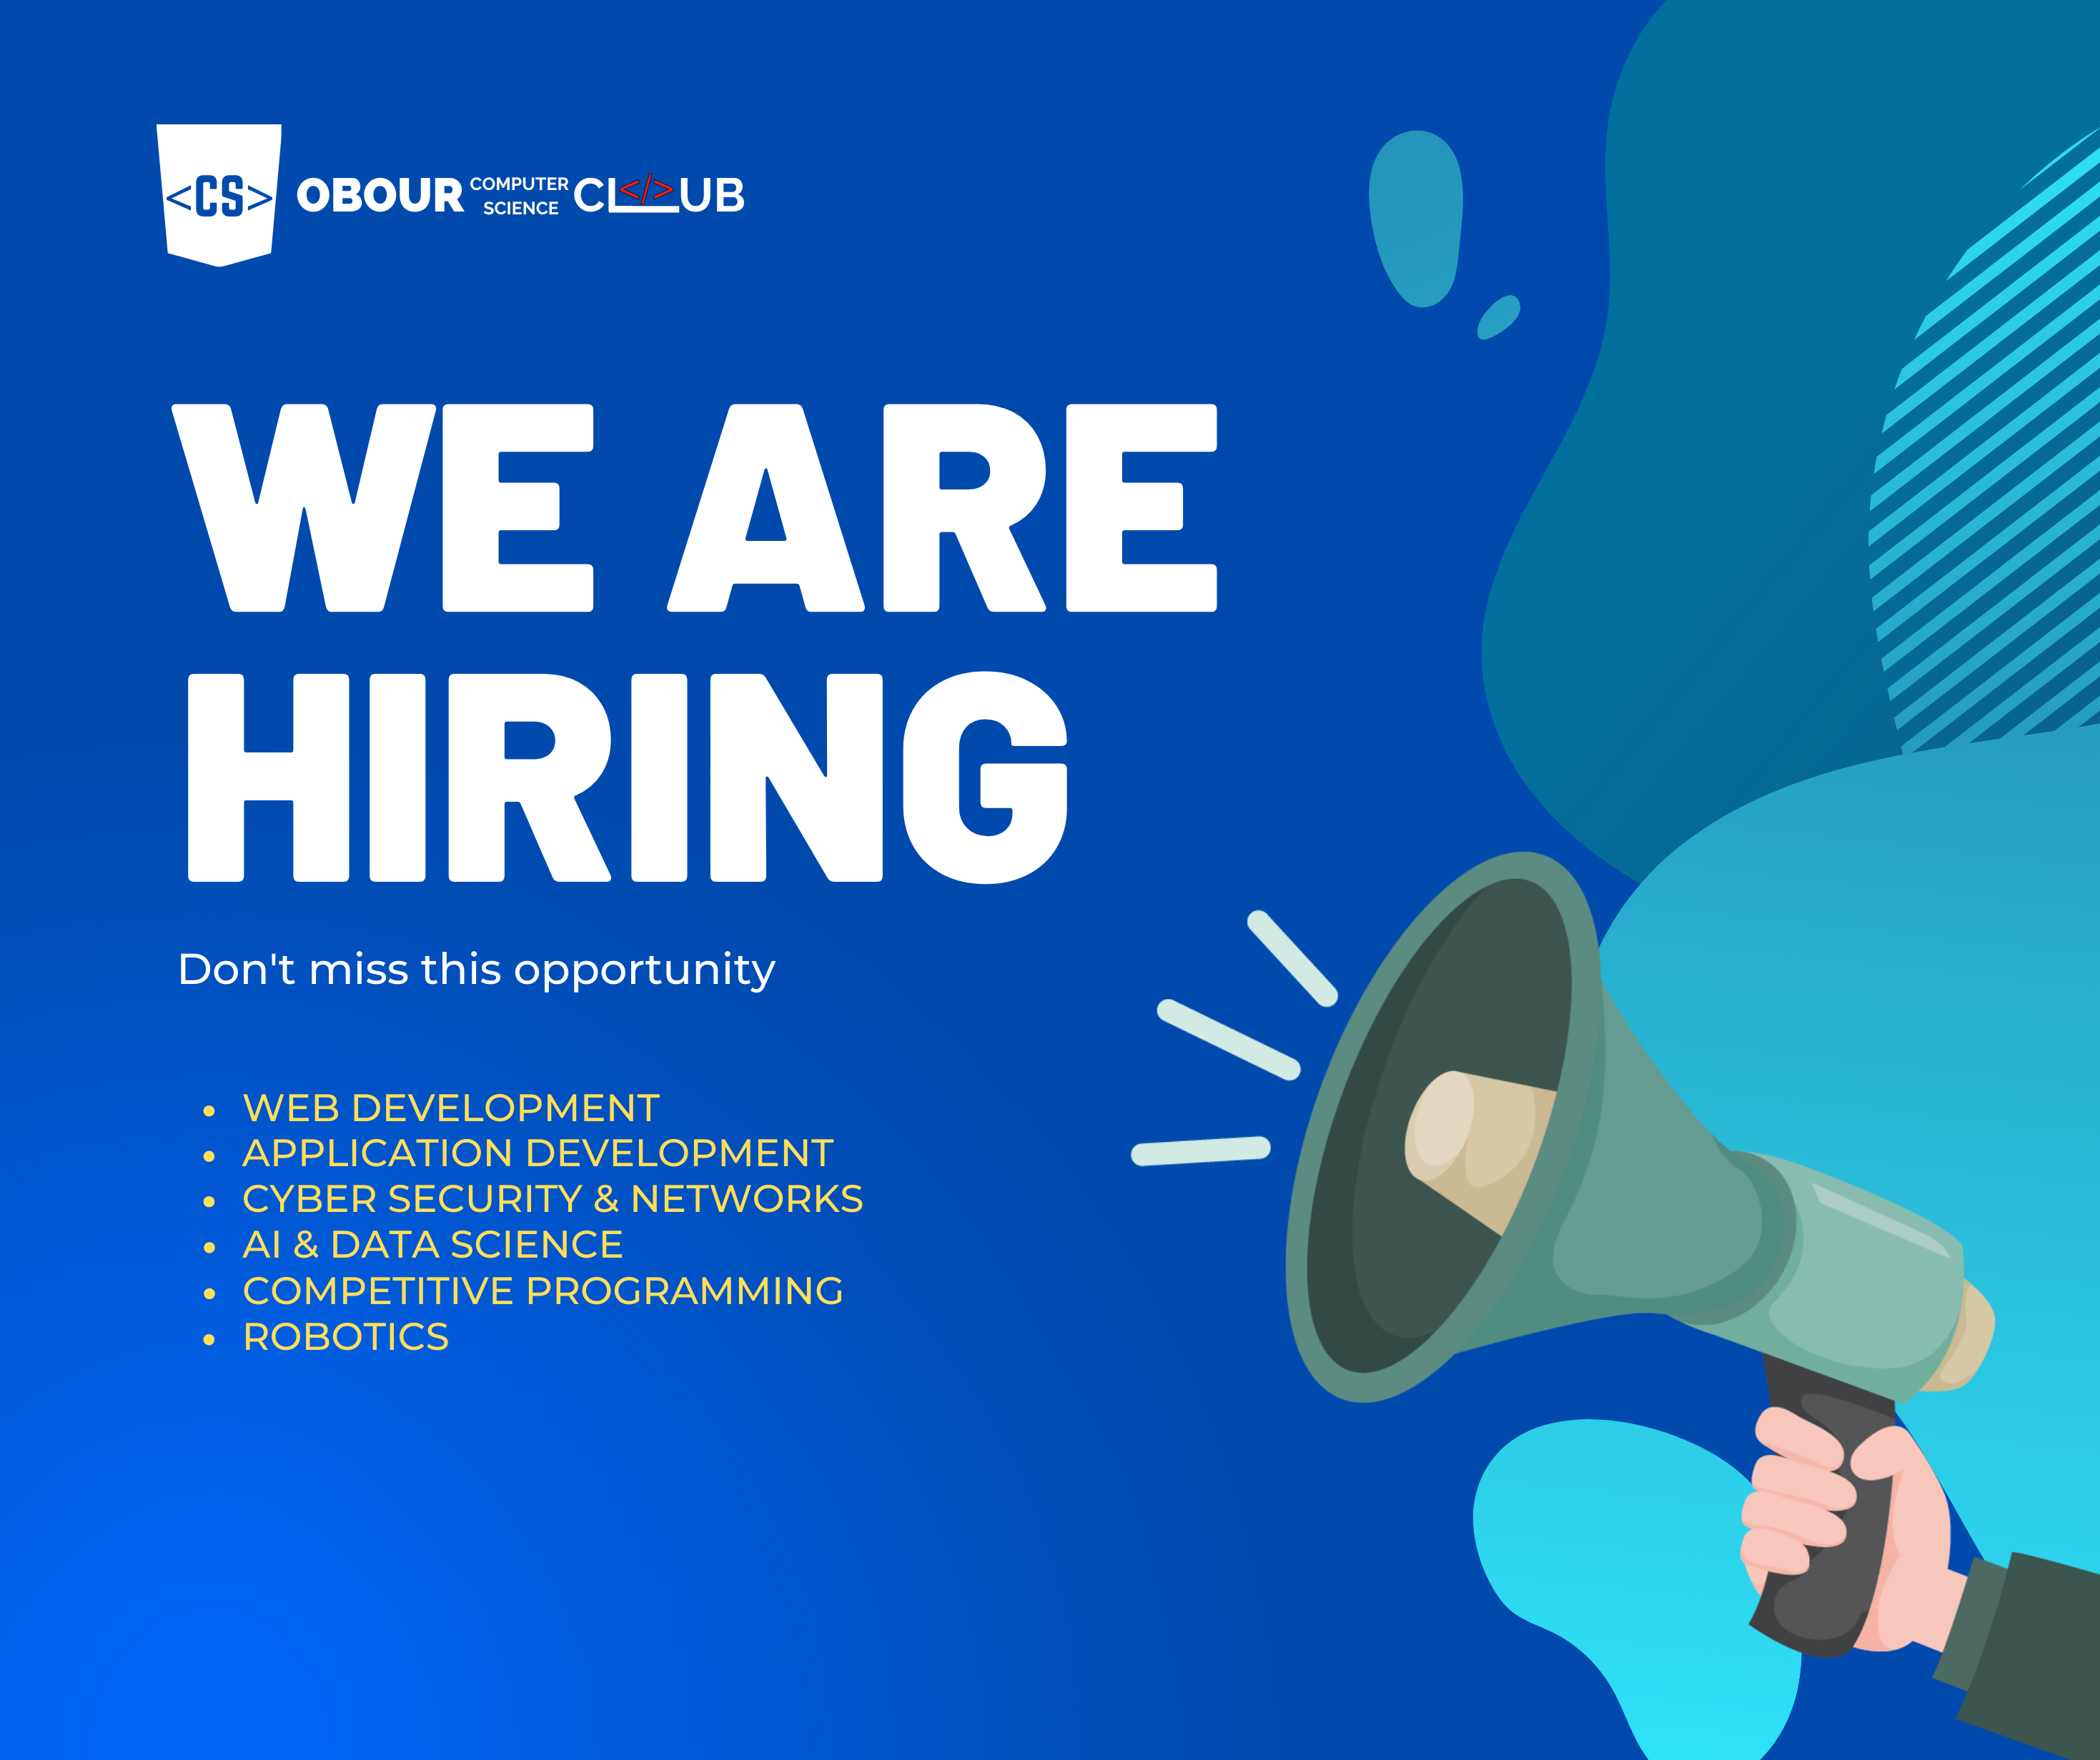 <CS> OBOUR COMPUTER SCIENCE CL</>UB
WE ARE
HIRING
Don't miss this opportunity
• WEB DEVELOPMENT
• APPLICATION DEVELOPMENT
• CYBER SECURITY & NETWORKS
• AI & DATA SCIENCE
• COMPETITIVE PROGRAMMING
• ROBOTICS